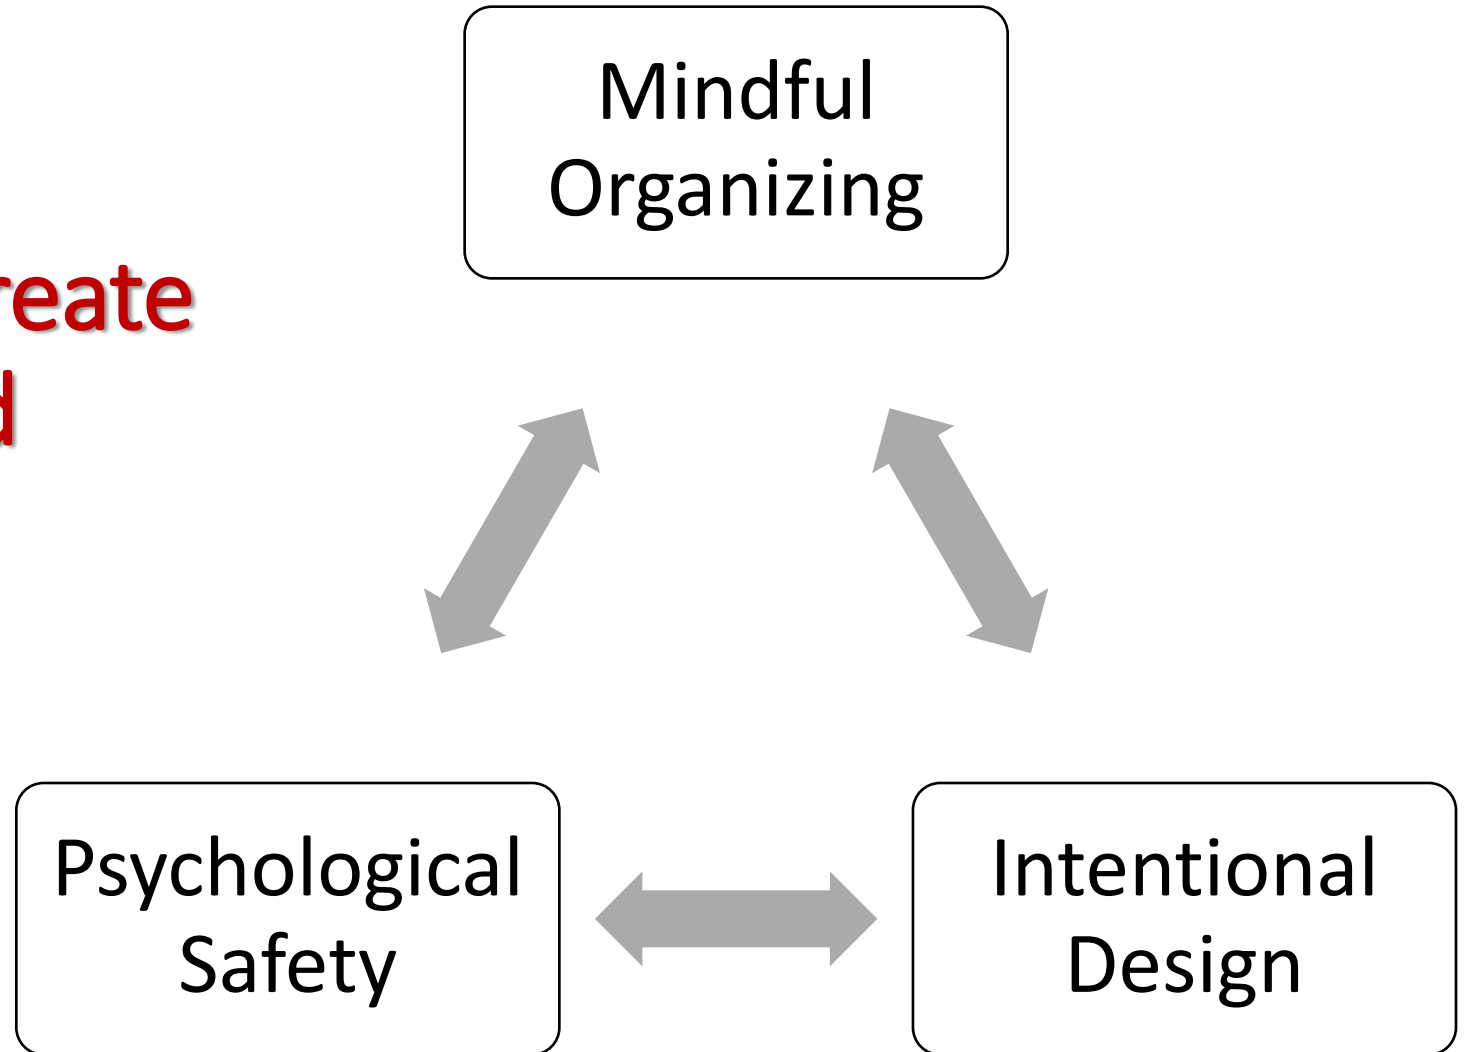 Mindful
Organizing
reate
d
Psychological
Safety
Intentional
Design